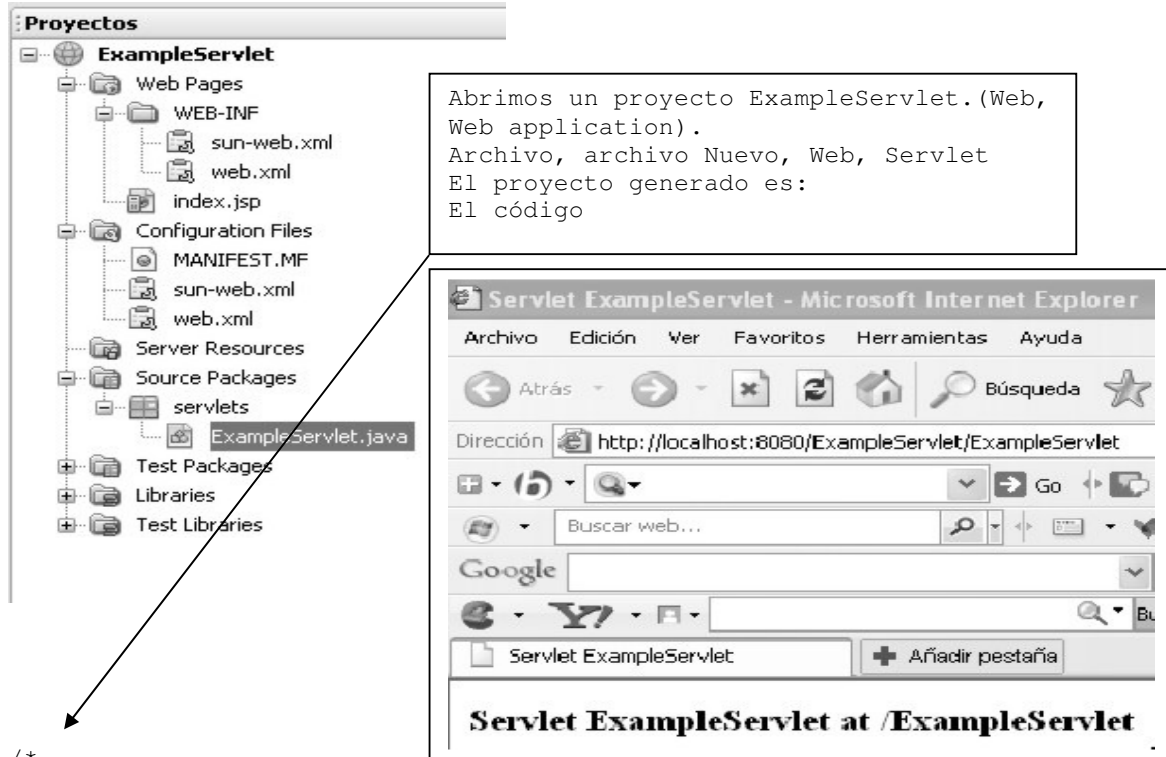 Proyectos
ExampleServlet
Web Pages
WEB-INF
sun-web.xml
web.xml
index.jsp
Configuration Files
MANIFEST.MF
sun-web.xml
web.xml
Server Resources
Source Packages
servlets
ExampleServlet.java
Test Packages
Libraries
Test Libraries
Abrimos un proyecto ExampleServlet.(Web,
Web application).
Archivo, archivo Nuevo, Web, Servlet
El proyecto generado es:
El código
Servlet ExampleServlet - Microsoft Internet Explorer
Archivo Edición Ver Favoritos Herramientas Ayuda
Atrás Búsqueda
Dirección http://localhost:8080/ExampleServlet/ExampleServlet
Go
Buscar web...
Google
Y! Bu
Servlet ExampleServlet Añadir pestaña
Servlet ExampleServlet at /ExampleServlet
/*